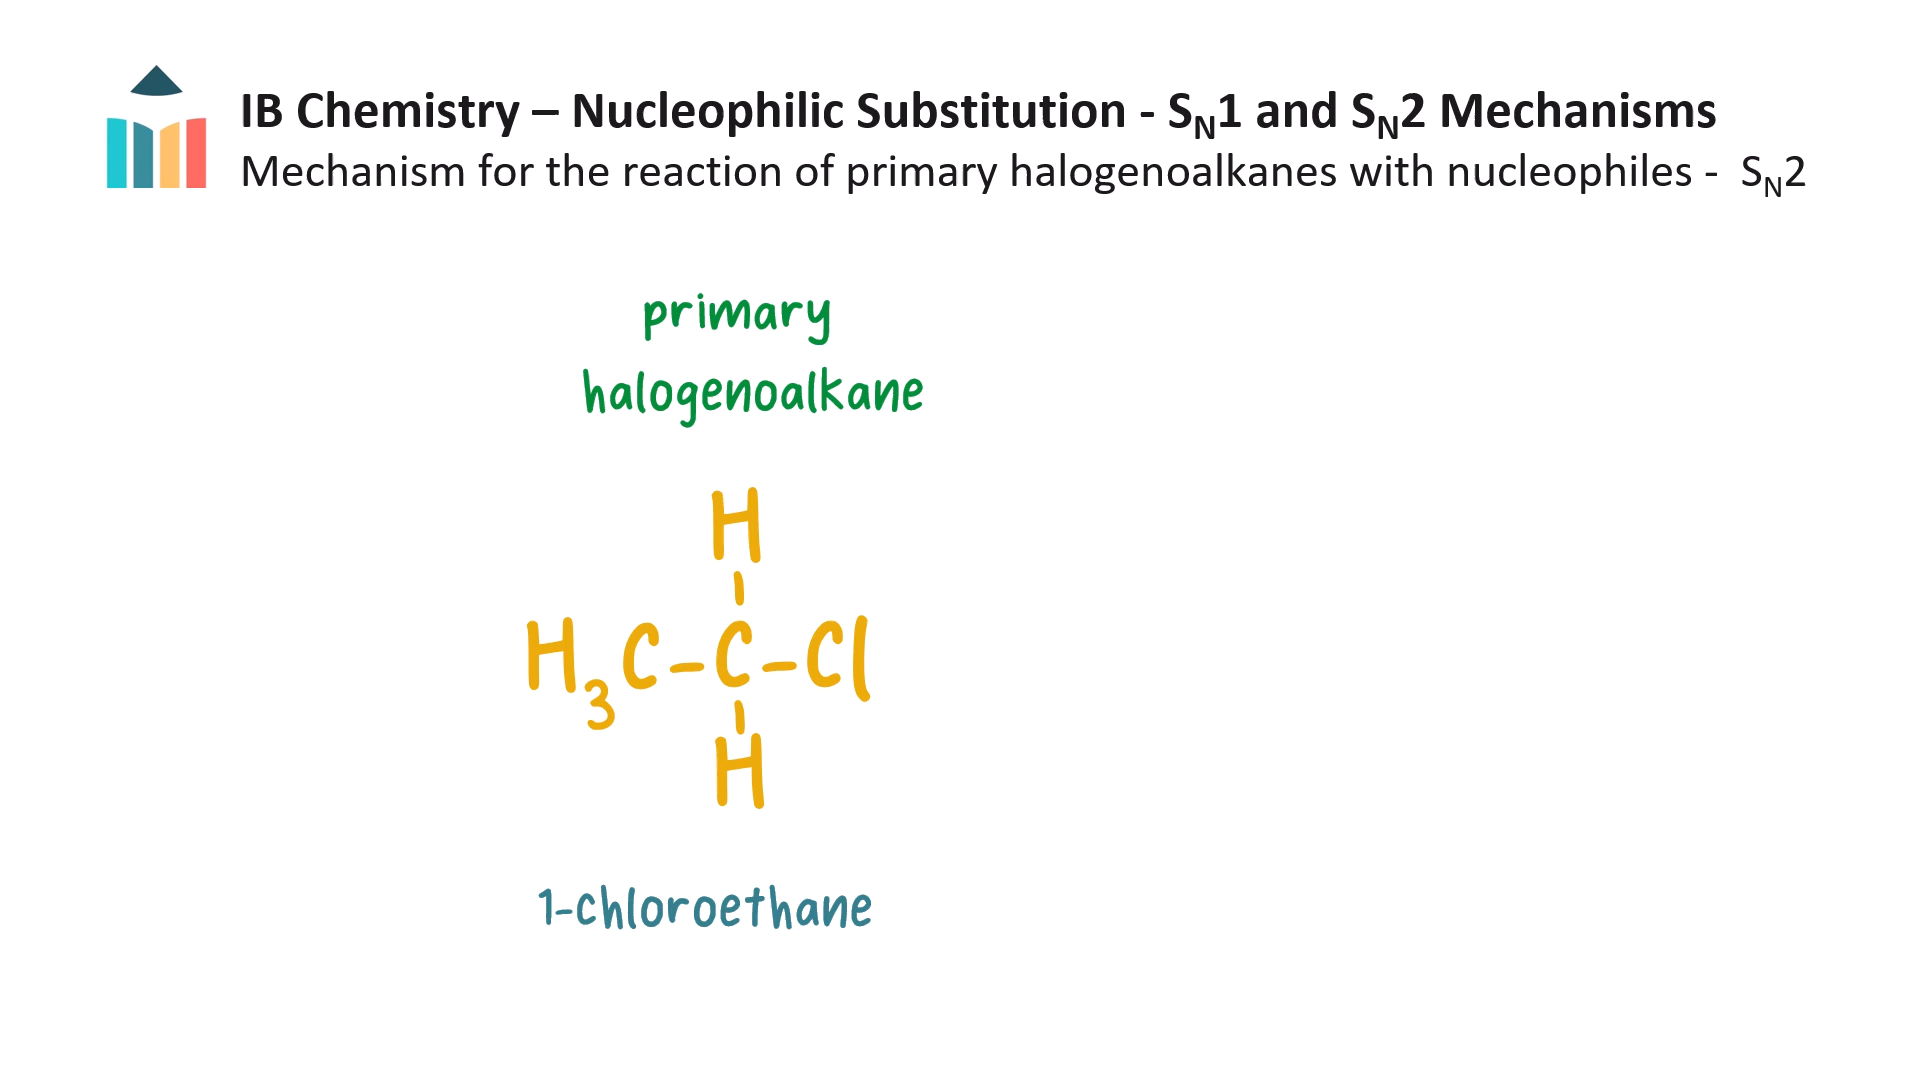 IB Chemistry – Nucleophilic Substitution - SN1 and SN2 Mechanisms
Mechanism for the reaction of primary halogenoalkanes with nucleophiles - SN2
primary
halogenoalkane
H
H3C-C-Cl
H
1-chloroethane